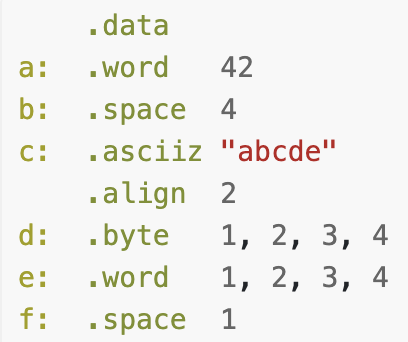 .data
a: .word 42
b: .space 4
c: .asciiz "abcde"
.align 2
d: .byte 1, 2, 3, 4
e: .word 1, 2, 3, 4
f: .space 1